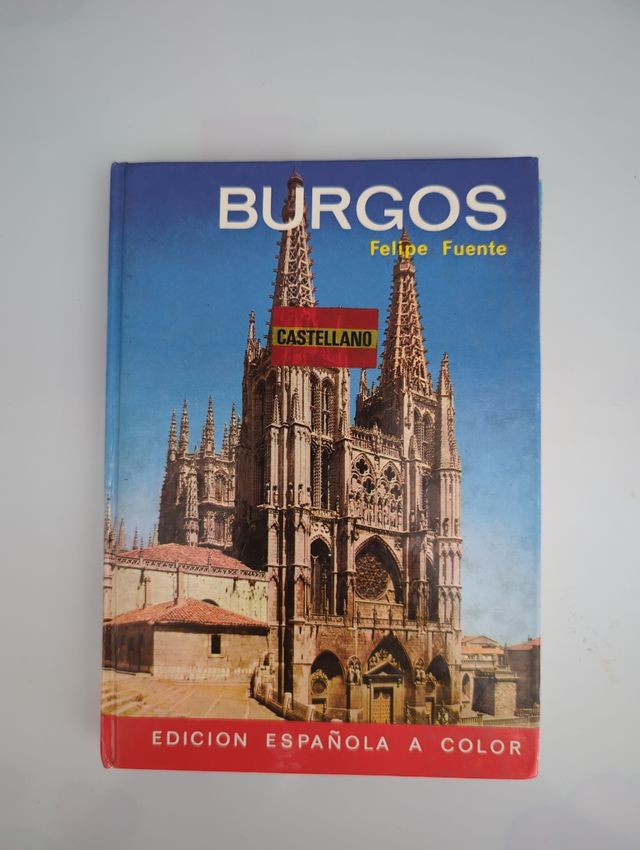 BURGOS
Felipe Fuente
CASTELLANO
EDICION ESPAÑOLA A COLOR